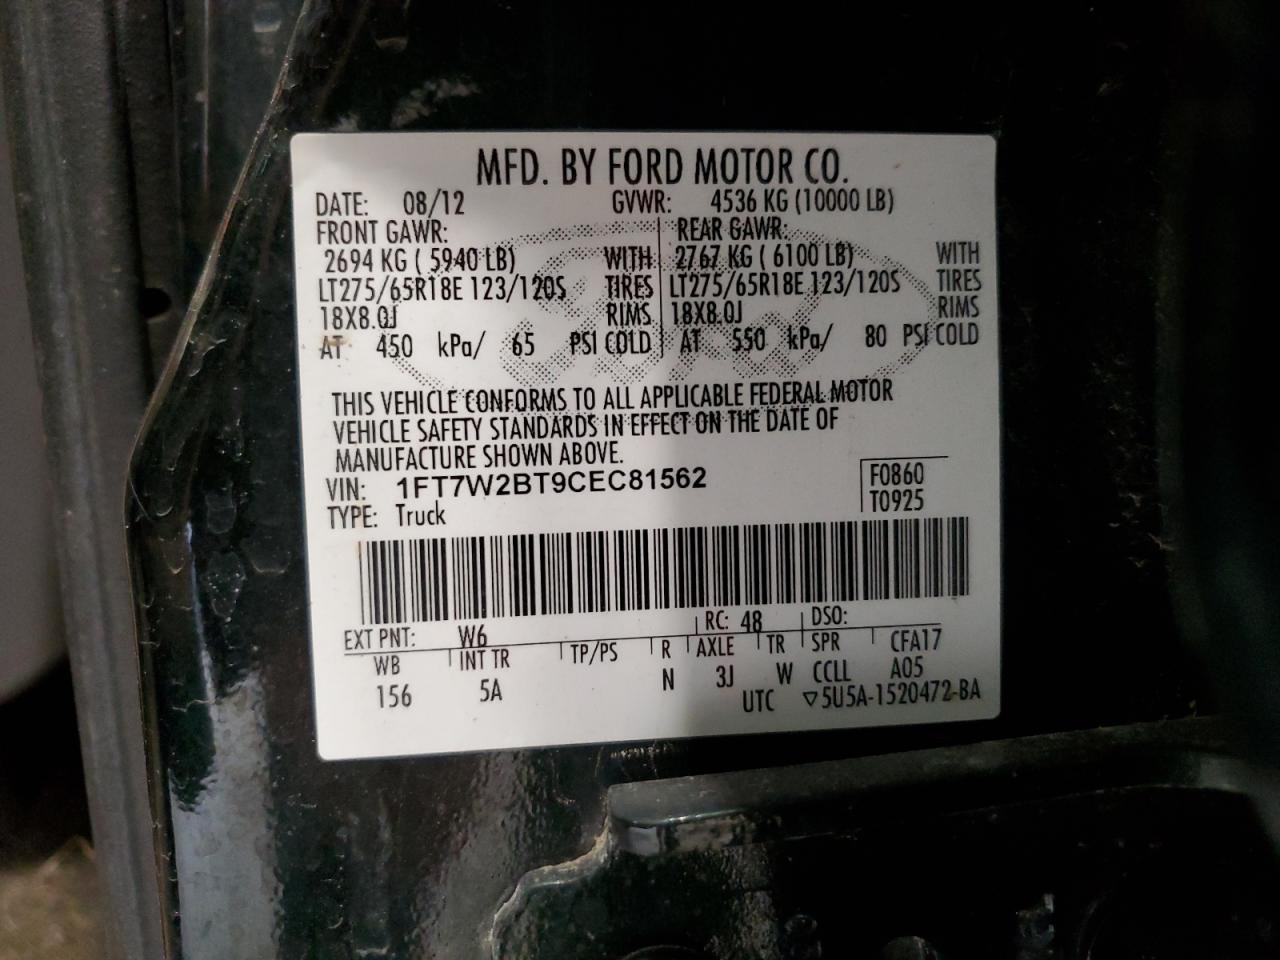 MFD. BY FORD MOTOR CO.
DATE: 08/12 GVWR: 4536 KG (10000 LB)
FRONT GAWR: REAR GAWR:
2694 KG ( 5940 LB) WITH 2767 KG ( 6100 LB) WITH
LT275/65R18E 123/120S TIRES LT275/65R18E 123/120S TIRES
18X8.0J RIMS 18X8.0J RIMS
AT 450 kPa/ 65 PSI COLD AT 550 kPa/ 80 PSI COLD
THIS VEHICLE CONFORMS TO ALL APPLICABLE FEDERAL MOTOR
VEHICLE SAFETY STANDARDS IN EFFECT ON THE DATE OF
MANUFACTURE SHOWN ABOVE.
VIN: 1FT7W2BT9CEC81562 F0860
TYPE: Truck T0925
EXT PNT: W6 RC: 48 DSO:
WB INT TR TP/PS R AXLE TR SPR CFA17
156 5A N 3J W CCLL A05
UTC ▽5U5A-1520472-BA